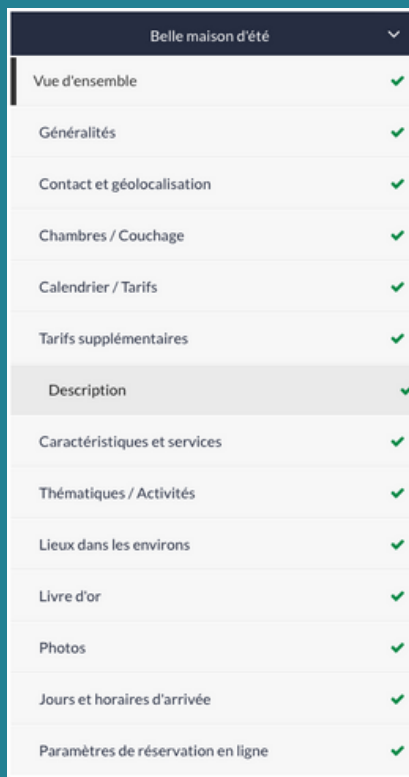 Belle maison d'été
Vue d'ensemble
Généralités
Contact et géolocalisation
Chambres / Couchage
Calendrier / Tarifs
Tarifs supplémentaires
Description
Caractéristiques et services
Thématiques / Activités
Lieux dans les environs
Livre d'or
Photos
Jours et horaires d'arrivée
Paramètres de réservation en ligne